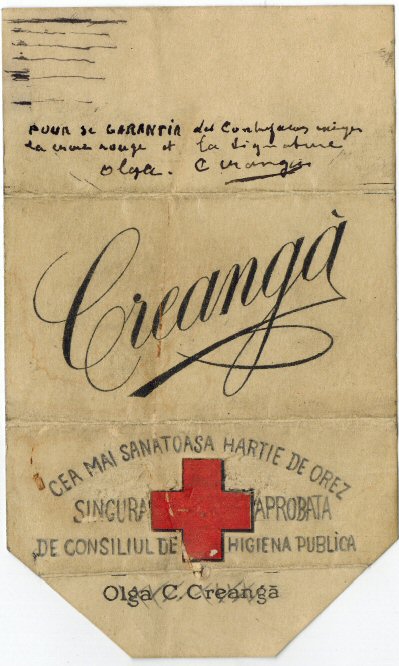 POUR se GARANTIR des Contrefacons exiger
la croix rouge et la Signature
Olga. Creangă
Creangă
CEA MAI SANATOASA HARTIE DE OREZ
SINGURA APROBATA
DE CONSILIUL DE HIGIENA PUBLICA
Olga C. Creangă